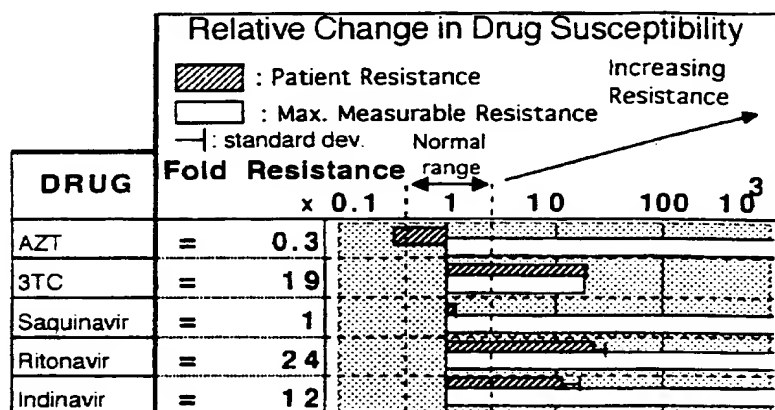 Relative Change in Drug Susceptibility
: Patient Resistance
: Max. Measurable Resistance
: standard dev.
Increasing
Resistance
Normal
range
DRUG Fold Resistance
x 0.1 1 10 100 10³
AZT = 0.3
3TC = 19
Saquinavir = 1
Ritonavir = 24
Indinavir = 12